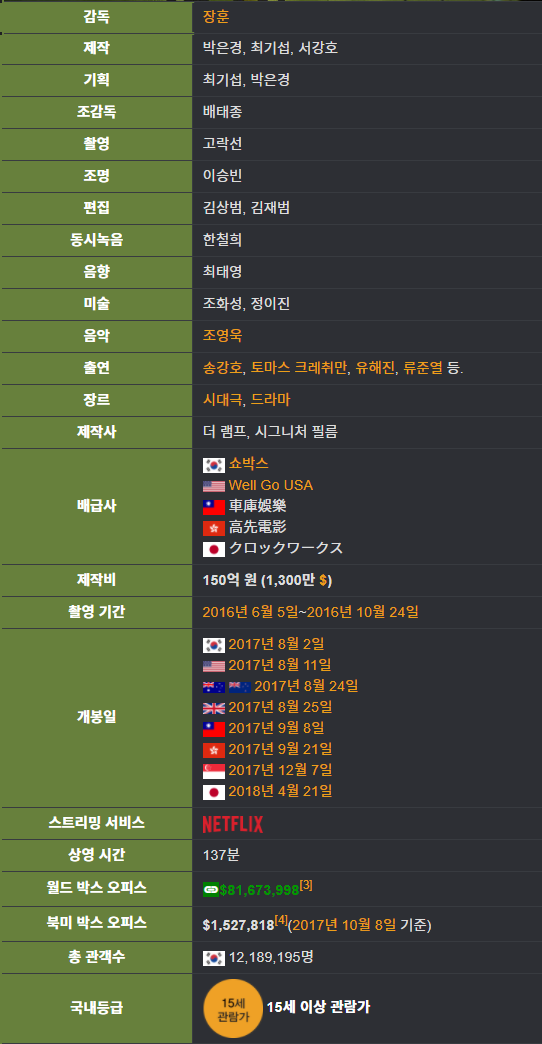 감독 장훈
제작 박은경, 최기섭, 서강호
기획 최기섭, 박은경
조감독 배태종
촬영 고락선
조명 이승빈
편집 김상범, 김재범
동시녹음 한철희
음향 최태영
미술 조화성, 정이진
음악 조영욱
출연 송강호, 토마스 크레취만, 유해진, 류준열 등.
장르 시대극, 드라마
제작사 더 램프, 시그니처 필름
배급사
쇼박스
Well Go USA
車庫娛樂
高先電影
クロックワークス
제작비 150억 원 (1,300만 $)
촬영 기간 2016년 6월 5일~2016년 10월 24일
개봉일
2017년 8월 2일
2017년 8월 11일
2017년 8월 24일
2017년 8월 25일
2017년 9월 8일
2017년 9월 21일
2017년 12월 7일
2018년 4월 21일
스트리밍 서비스 NETFLIX
상영 시간 137분
월드 박스 오피스 $81,673,998[3]
북미 박스 오피스 $1,527,818[4](2017년 10월 8일 기준)
총 관객수 12,189,195명
국내등급 15세 관람가 15세 이상 관람가